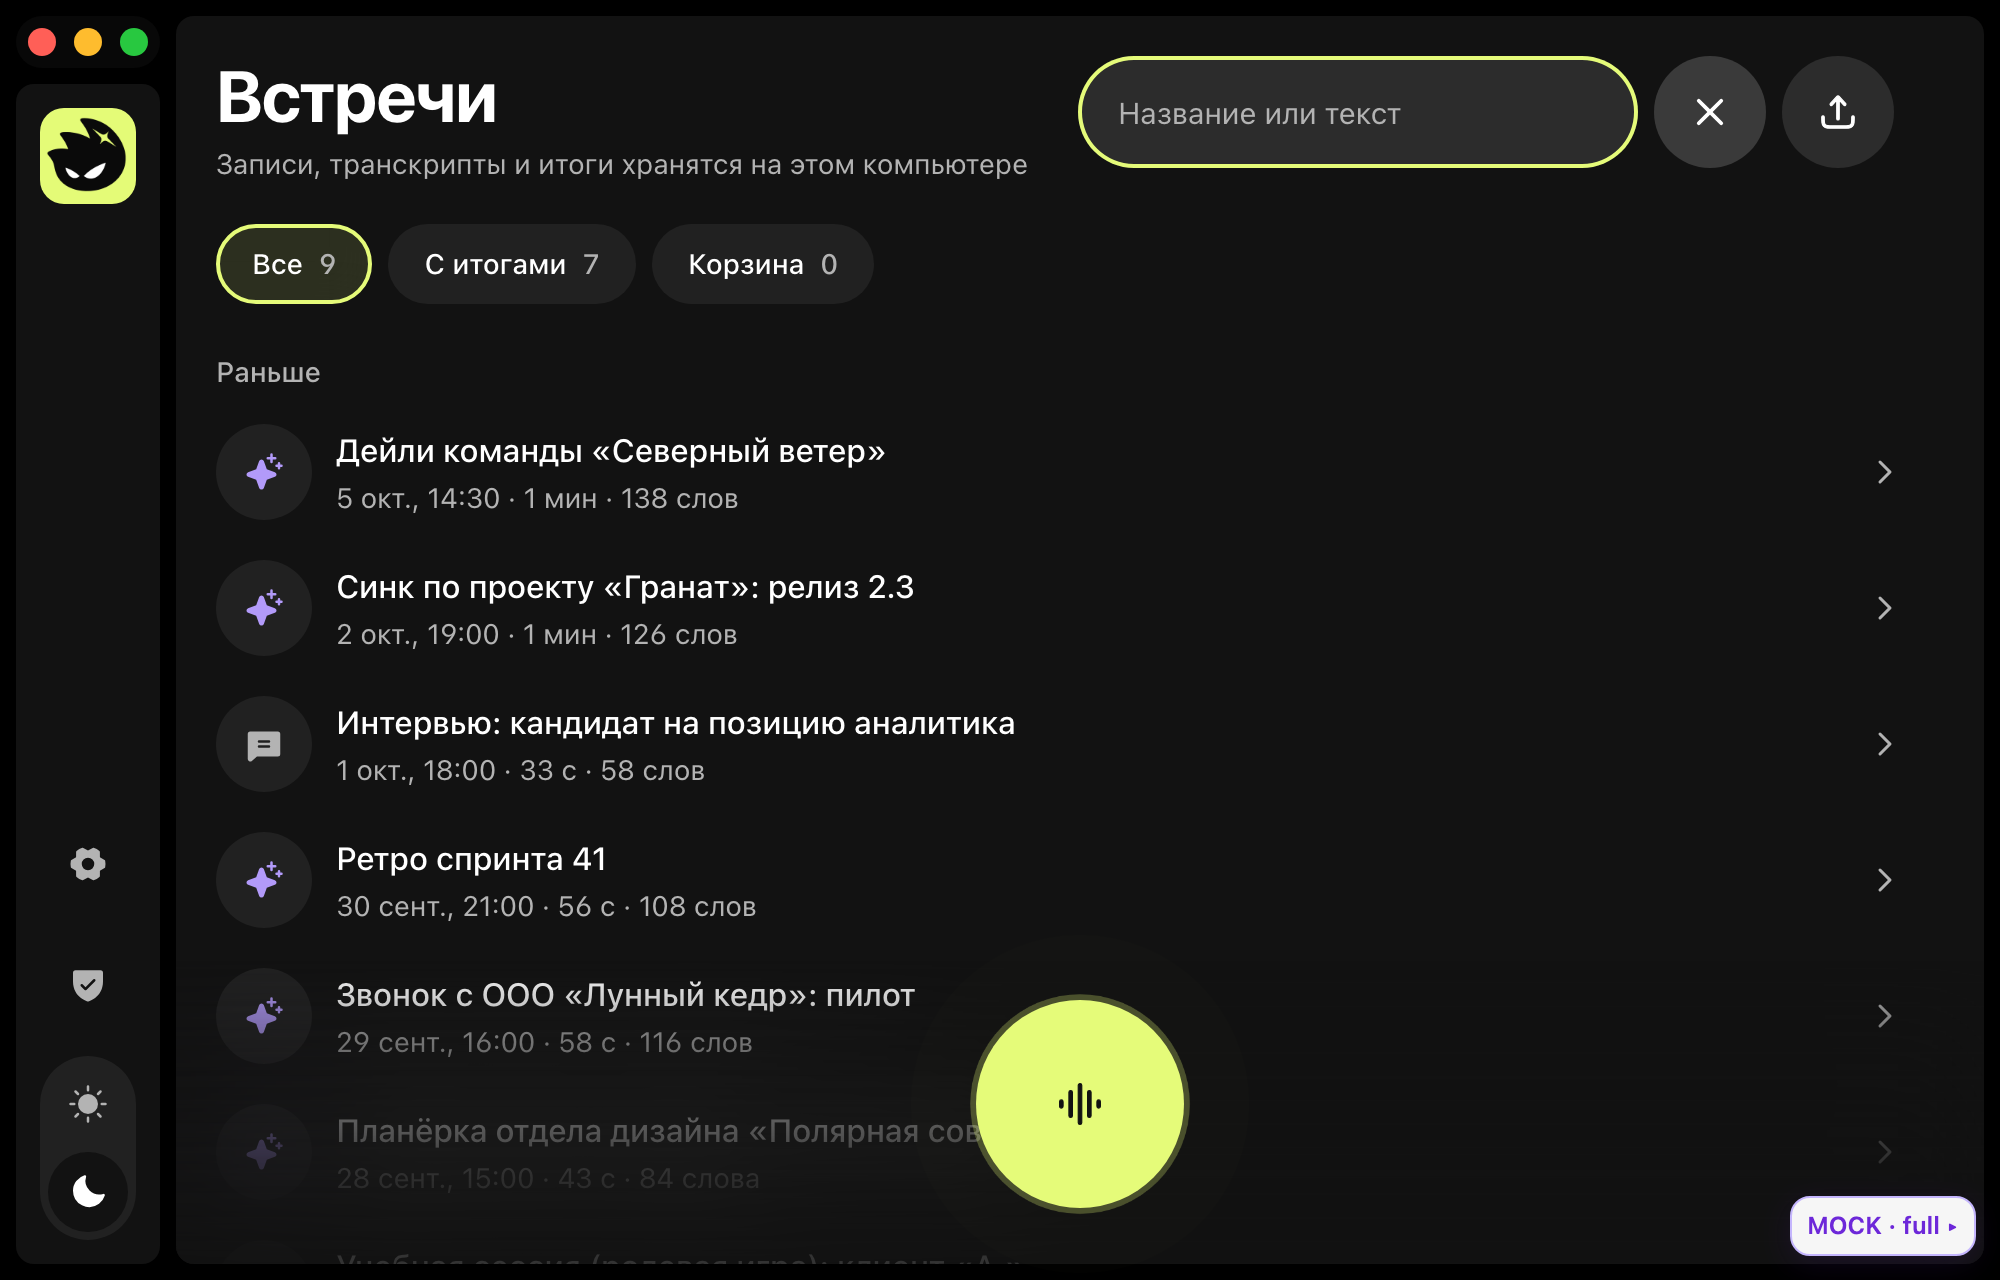 Встречи
Записи, транскрипты и итоги хранятся на этом компьютере
Название или текст
Все 9
С итогами 7
Корзина 0
Раньше
Дейли команды «Северный ветер»
5 окт., 14:30 · 1 мин · 138 слов
Синк по проекту «Гранат»: релиз 2.3
2 окт., 19:00 · 1 мин · 126 слов
Интервью: кандидат на позицию аналитика
1 окт., 18:00 · 33 с · 58 слов
Ретро спринта 41
30 сент., 21:00 · 56 с · 108 слов
Звонок с ООО «Лунный кедр»: пилот
29 сент., 16:00 · 58 с · 116 слов
Планёрка отдела дизайна «Полярная сов
28 сент., 15:00 · 43 с · 84 слова
MOCK · full ▸